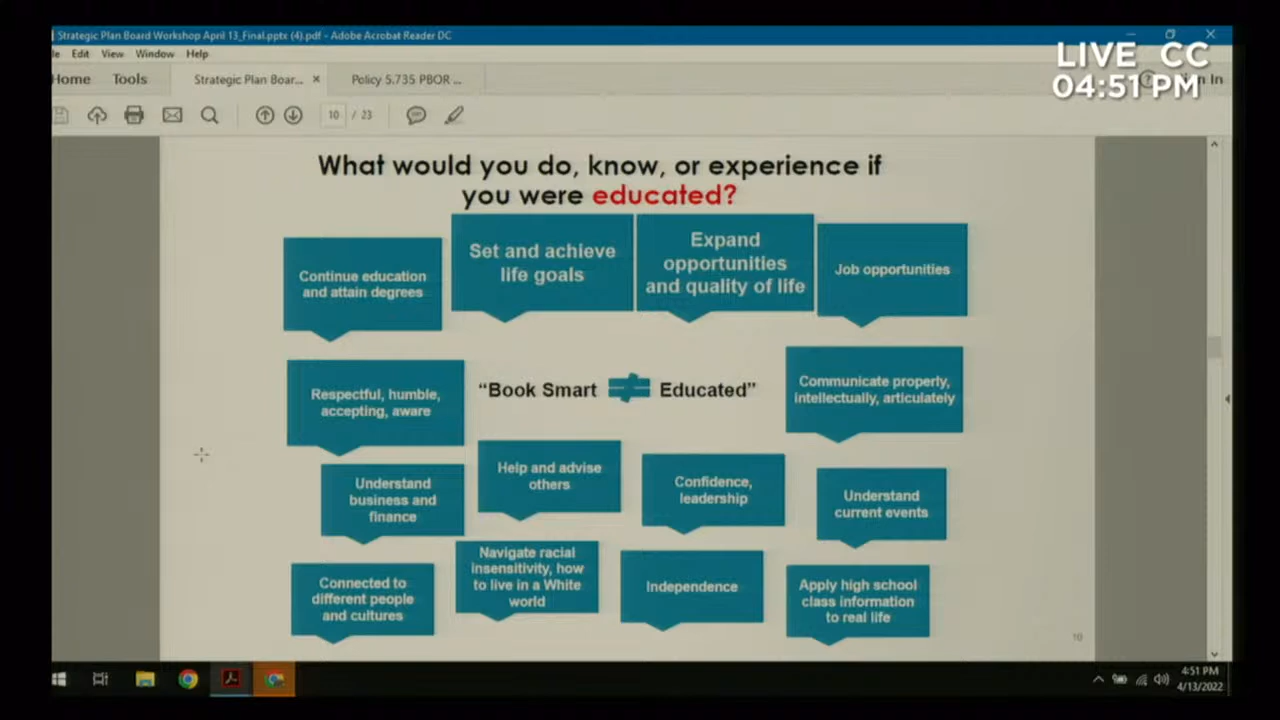 Strategic Plan Board Workshop April 13_Final.pptx (4).pdf - Adobe Acrobat Reader DC
Edit View Window Help
LIVE CC
04:51 PM
Home Tools Strategic Plan Boar... × Policy 5.735 PBOR ... Sign In
10 / 23
What would you do, know, or experience if
you were educated?
Continue education
and attain degrees
Set and achieve
life goals
Expand
opportunities
and quality of life
Job opportunities
Respectful, humble,
accepting, aware
“Book Smart ≠ Educated”
Communicate properly,
intellectually, articulately
Understand
business and
finance
Help and advise
others
Confidence,
leadership
Understand
current events
Connected to
different people
and cultures
Navigate racial
insensitivity, how
to live in a White
world
Independence
Apply high school
class information
to real life
10
4:51 PM
4/13/2022